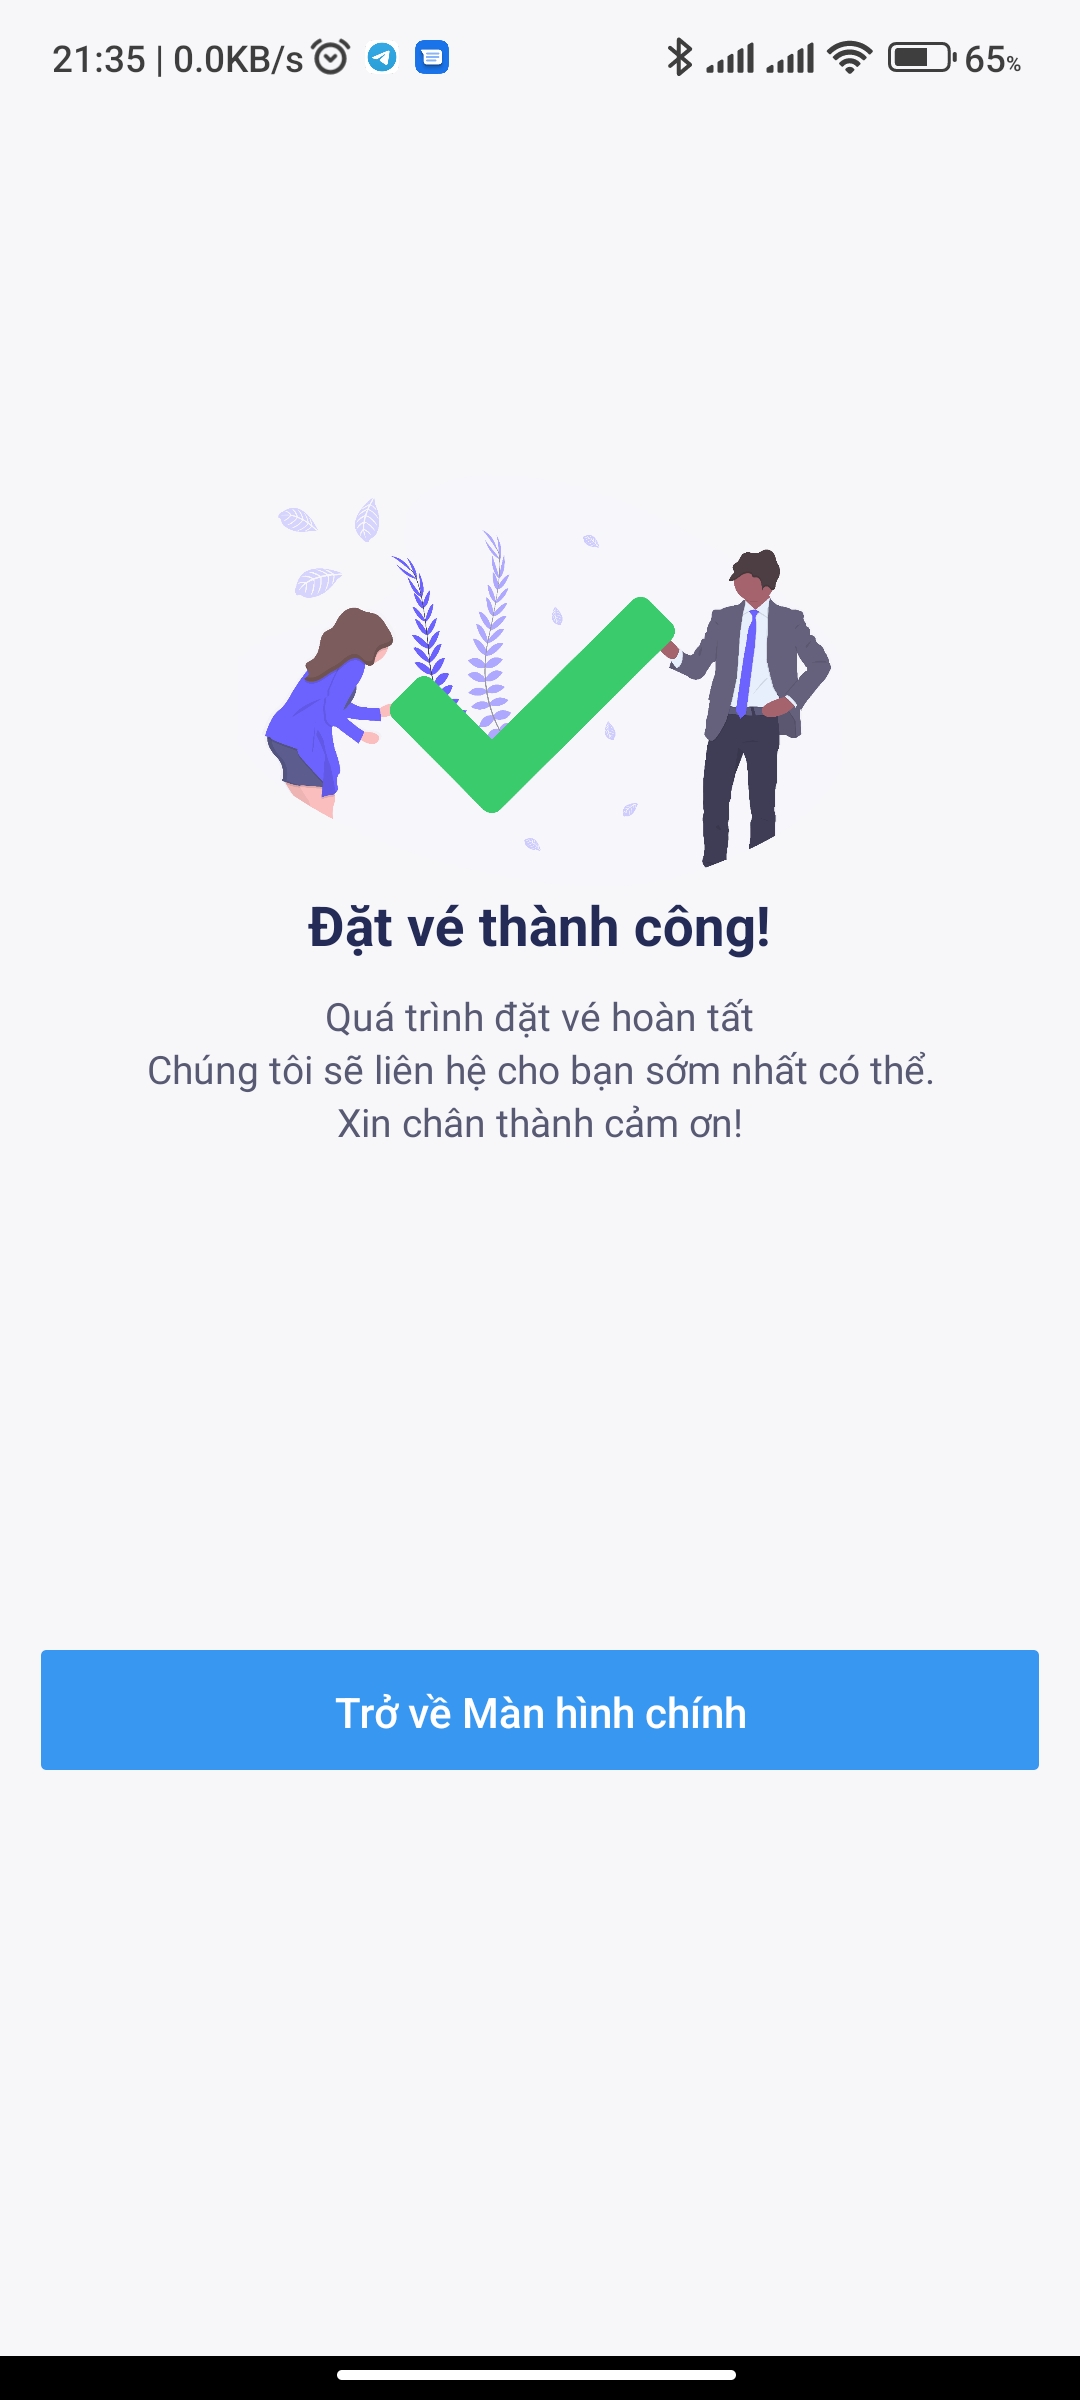 21:35 | 0.0KB/s 65%
Đặt vé thành công!
Quá trình đặt vé hoàn tất
Chúng tôi sẽ liên hệ cho bạn sớm nhất có thể.
Xin chân thành cảm ơn!
Trở về Màn hình chính